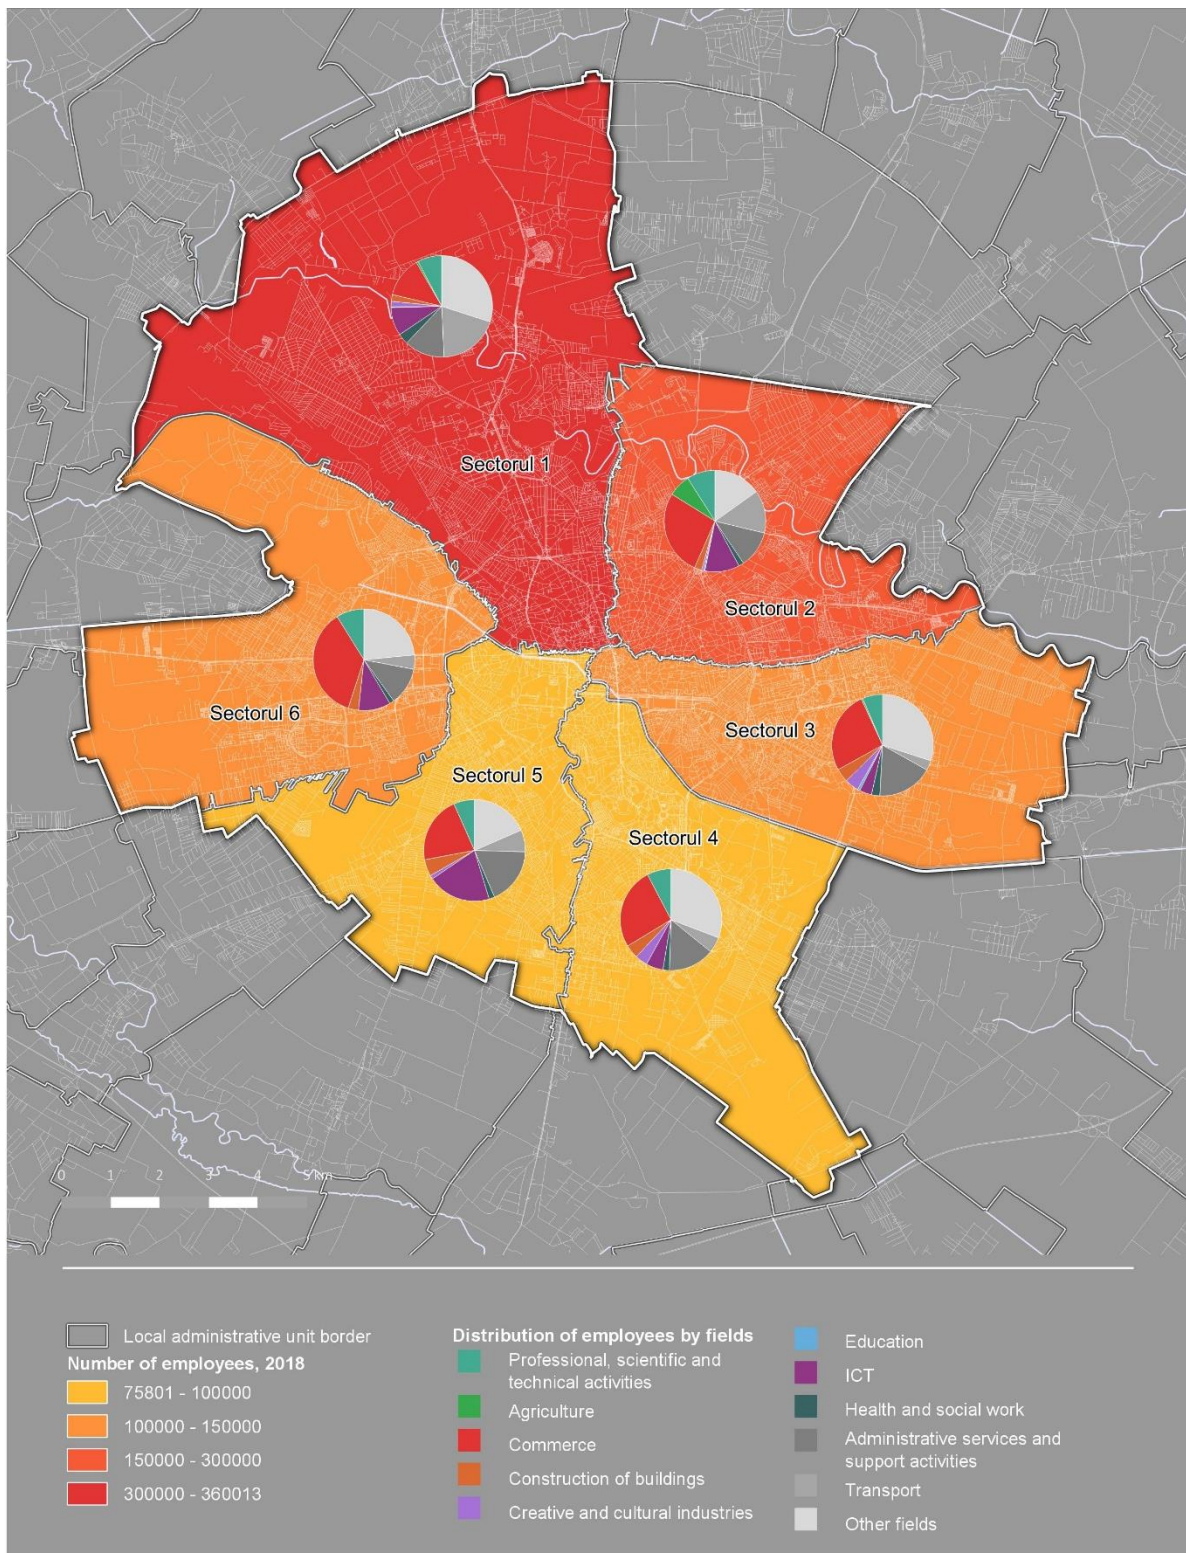 Sectorul 1
Sectorul 2
Sectorul 6
Sectorul 3
Sectorul 5
Sectorul 4
0 1 2 3 4 5 km
Local administrative unit border
Number of employees, 2018
75801 - 100000
100000 - 150000
150000 - 300000
300000 - 360013
Distribution of employees by fields
Professional, scientific and
technical activities
Agriculture
Commerce
Construction of buildings
Creative and cultural industries
Education
ICT
Health and social work
Administrative services and
support activities
Transport
Other fields